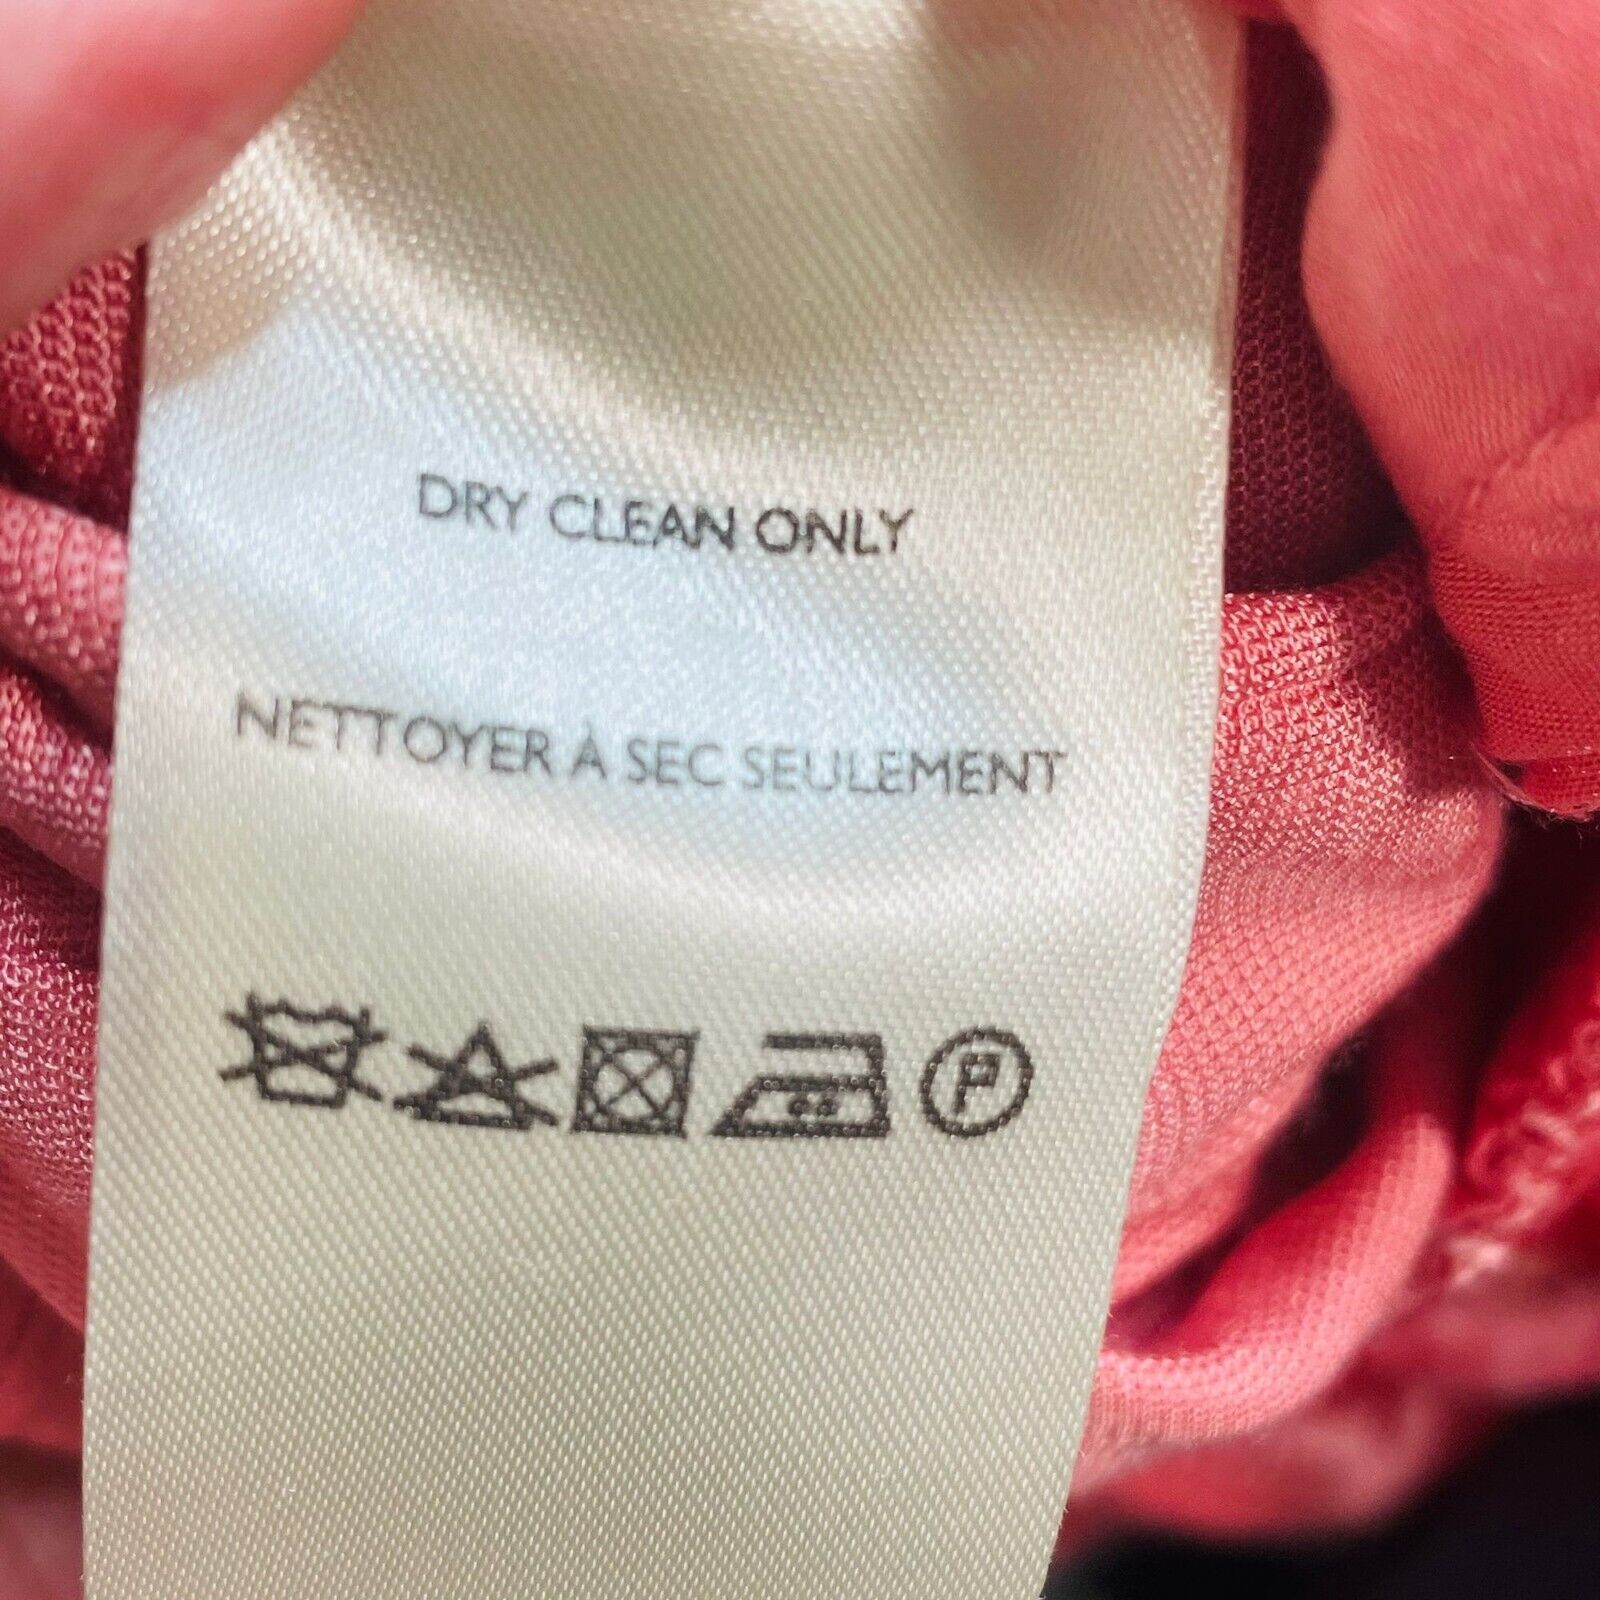 DRY CLEAN ONLY
NETTOYER À SEC SEULEMENT
P